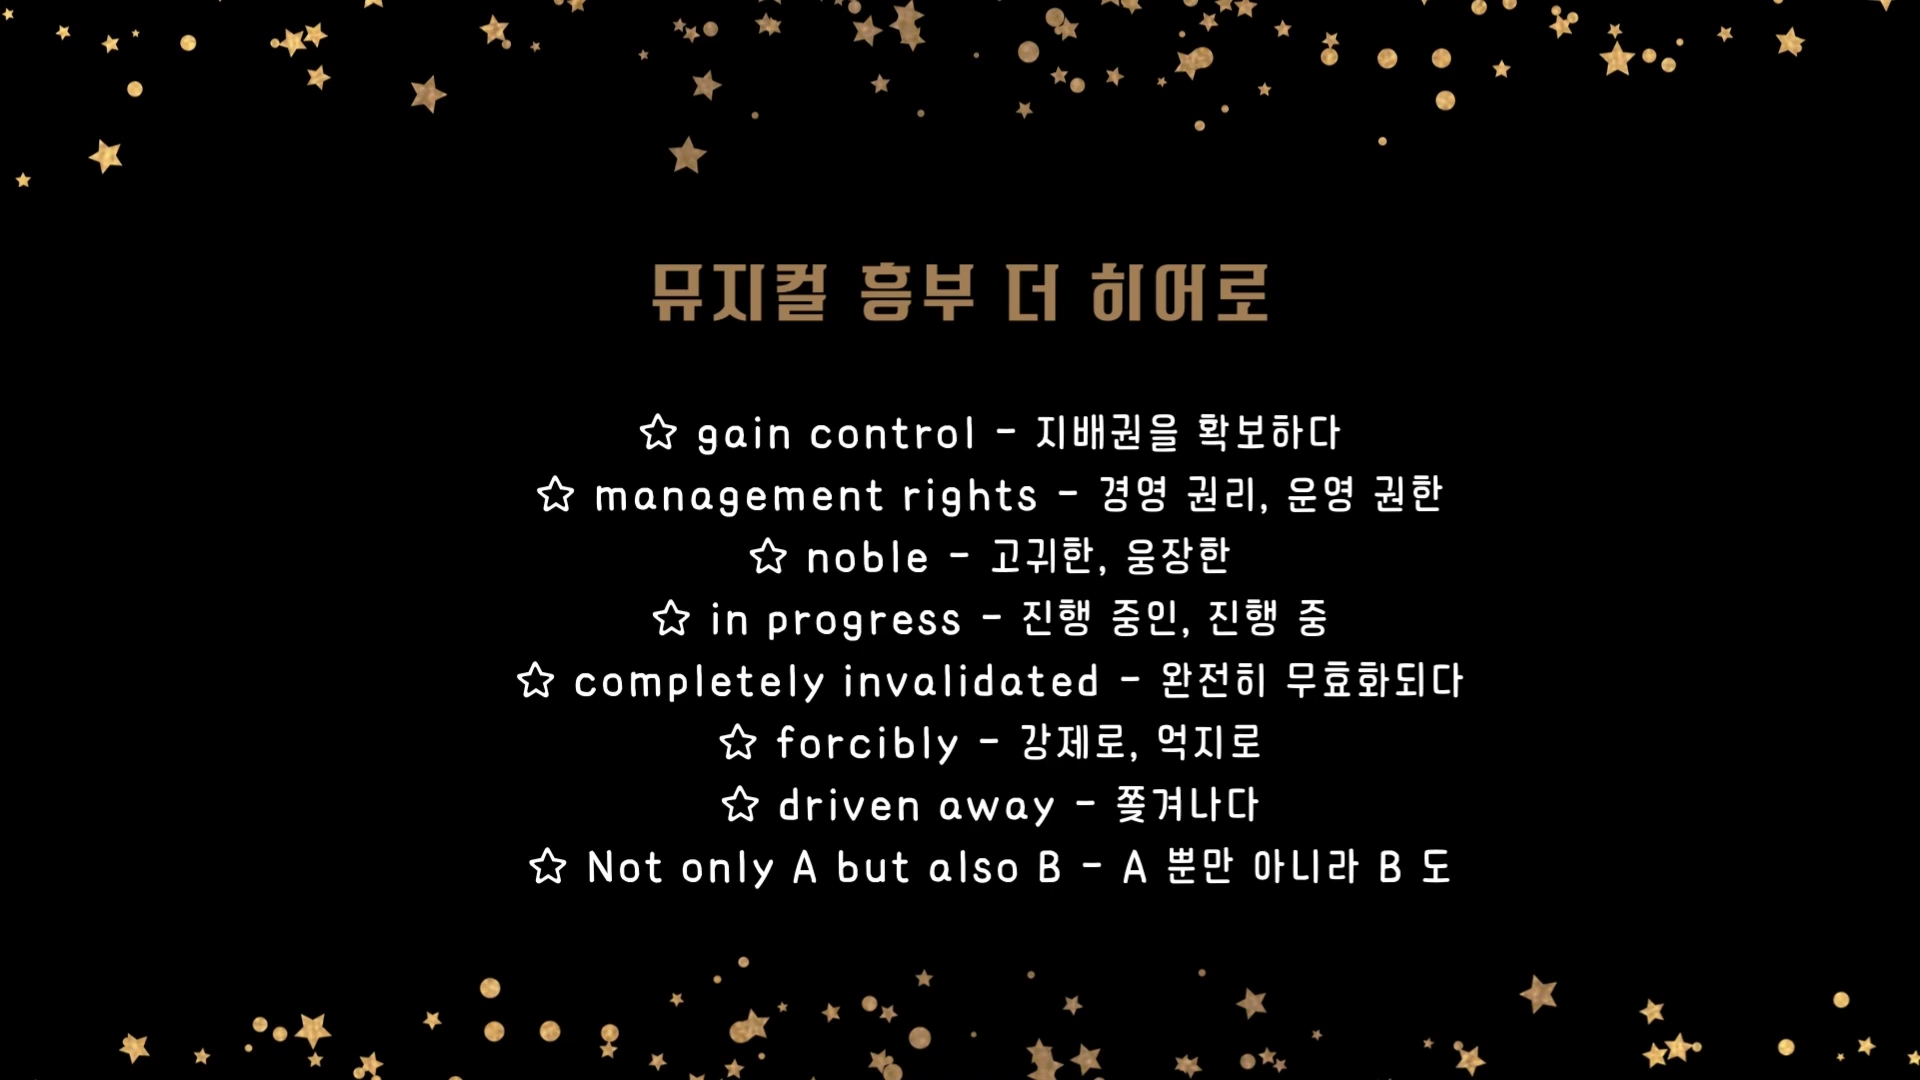 뮤지컬 흥부 더 히어로
☆ gain control - 지배권을 확보하다
☆ management rights - 경영 권리, 운영 권한
☆ noble - 고귀한, 웅장한
☆ in progress - 진행 중인, 진행 중
☆ completely invalidated - 완전히 무효화되다
☆ forcibly - 강제로, 억지로
☆ driven away - 쫓겨나다
☆ Not only A but also B - A 뿐만 아니라 B 도